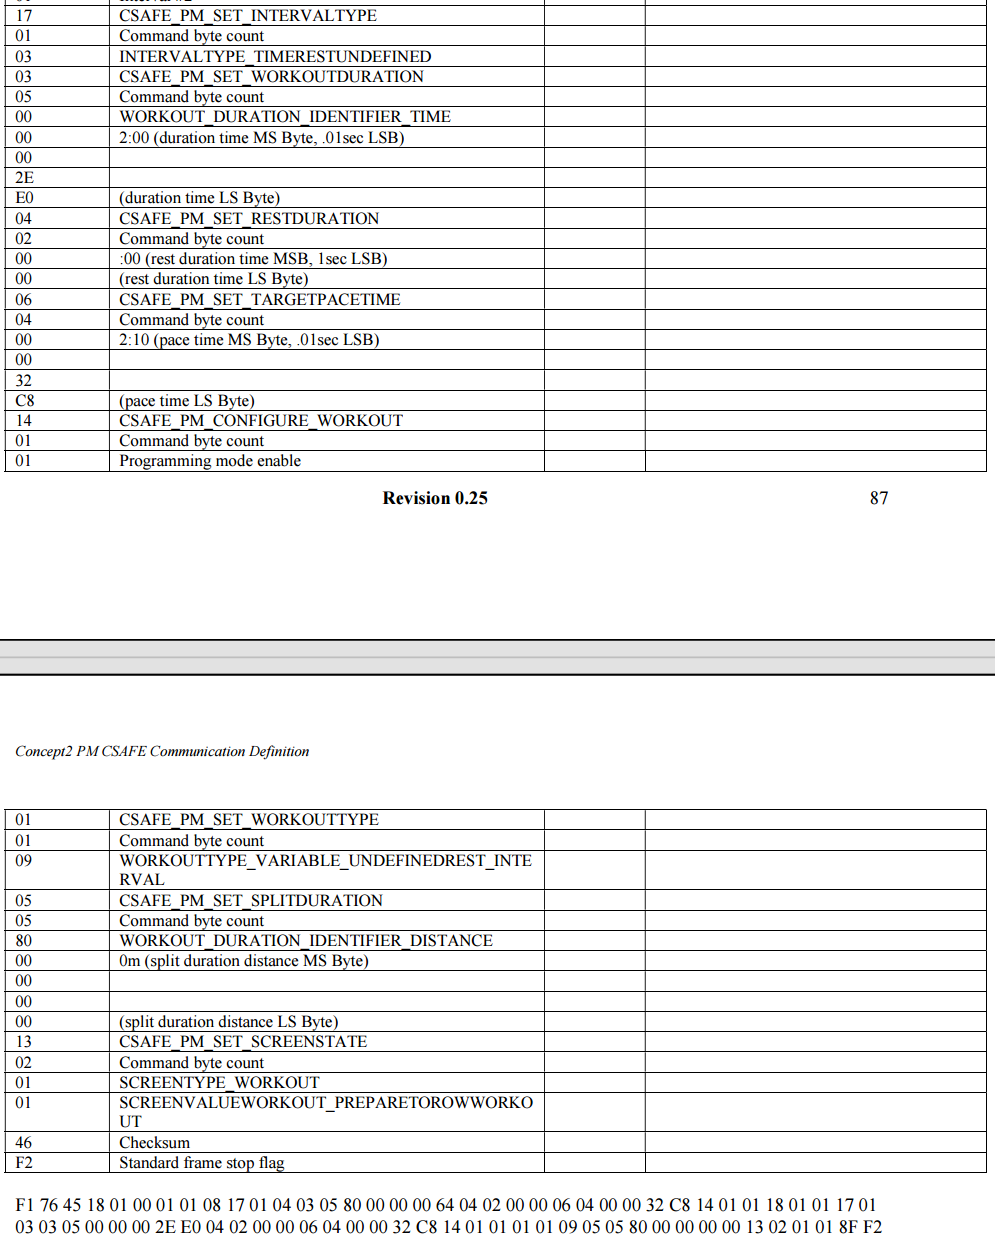 17 CSAFE_PM_SET_INTERVALTYPE
01 Command byte count
03 INTERVALTYPE_TIMERESTUNDEFINED
03 CSAFE_PM_SET_WORKOUTDURATION
05 Command byte count
00 WORKOUT_DURATION_IDENTIFIER_TIME
00 2:00 (duration time MS Byte, .01sec LSB)
00
2E
E0 (duration time LS Byte)
04 CSAFE_PM_SET_RESTDURATION
02 Command byte count
00 :00 (rest duration time MSB, 1sec LSB)
00 (rest duration time LS Byte)
06 CSAFE_PM_SET_TARGETPACETIME
04 Command byte count
00 2:10 (pace time MS Byte, .01sec LSB)
00
32
C8 (pace time LS Byte)
14 CSAFE_PM_CONFIGURE_WORKOUT
01 Command byte count
01 Programming mode enable
Revision 0.25 87
Concept2 PM CSAFE Communication Definition
01 CSAFE_PM_SET_WORKOUTTYPE
01 Command byte count
09 WORKOUTTYPE_VARIABLE_UNDEFINEDREST_INTE
RVAL
05 CSAFE_PM_SET_SPLITDURATION
05 Command byte count
80 WORKOUT_DURATION_IDENTIFIER_DISTANCE
00 0m (split duration distance MS Byte)
00
00
00 (split duration distance LS Byte)
13 CSAFE_PM_SET_SCREENSTATE
02 Command byte count
01 SCREENTYPE_WORKOUT
01 SCREENVALUEWORKOUT_PREPARETOROWWORKO
UT
46 Checksum
F2 Standard frame stop flag
F1 76 45 18 01 00 01 01 08 17 01 04 03 05 80 00 00 00 64 04 02 00 00 06 04 00 00 32 C8 14 01 01 18 01 01 17 01
03 03 05 00 00 00 2E E0 04 02 00 00 06 04 00 00 32 C8 14 01 01 01 01 09 05 05 80 00 00 00 00 13 02 01 01 8F F2